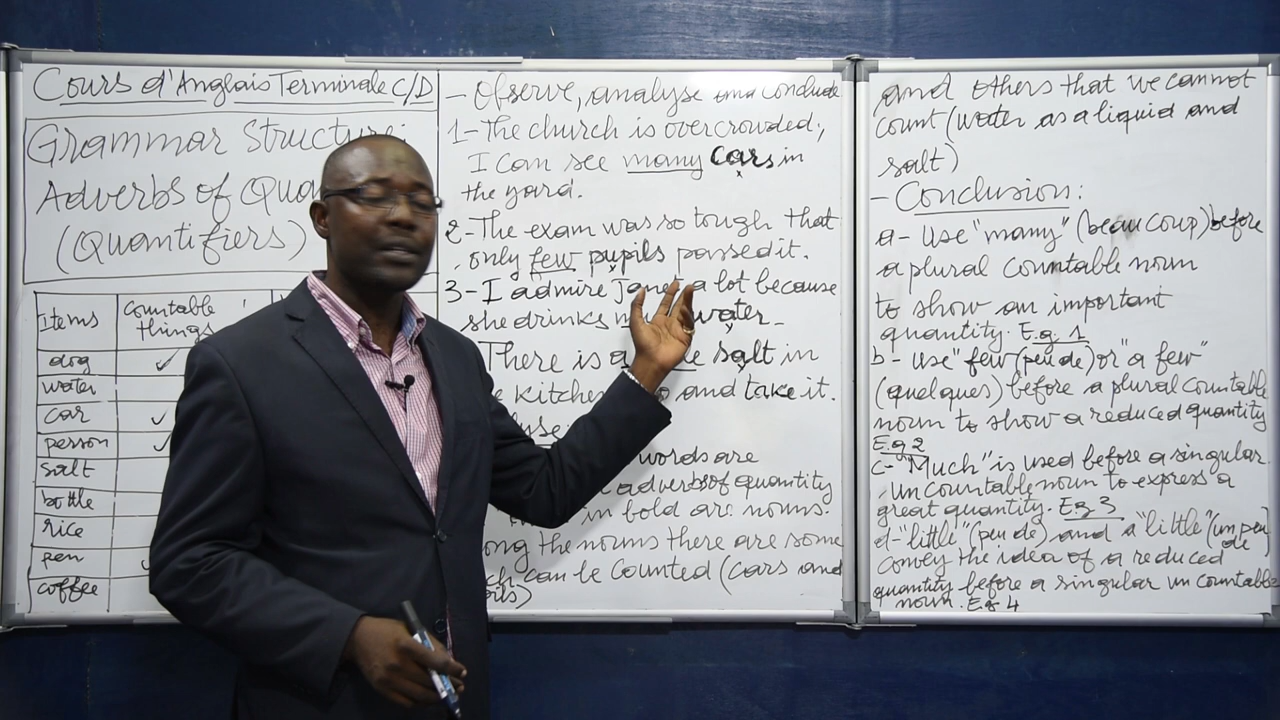 Cours d'Anglais Terminale C/D
Grammar Structure:
Adverbs of
(Quantifiers)
Items
countable
things
dog ✓
water
car ✓
person ✓
salt
bottle
rice
pen ✓
coffee
- Observe, analyse and conclude
1- The church is overcrowded;
I can see many cars in
the yard.
2- The exam was so tough that
only few pupils passed it.
3- I admire Janet a lot because
she drinks water.
There is a salt in
kitchen and take it.
words are
adverbs of quantity
in bold are nouns.
the nouns there are some
can be counted (cars and
and others that we cannot
count (water as a liquid and
salt)
- Conclusion:
a- Use "many" (beaucoup) before
a plural countable noun
to show an important
quantity. E.g. 1
b- Use "few (peu de) or "a few"
(quelques) before a plural countable
noun to show a reduced quantity
E.g 2
c- "Much" is used before a singular
uncountable noun to express a
great quantity. E.g 3
d- "little" (peu de) and a "little" (un peu
de)
convey the idea of a reduced
quantity before a singular uncountable
noun. E.g 4